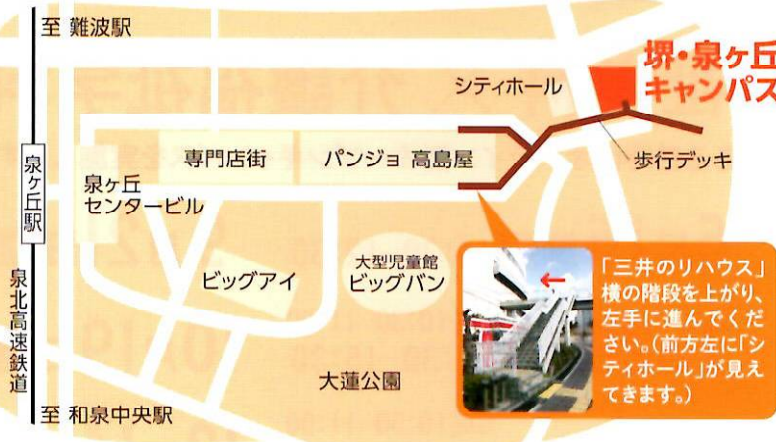 至 難波駅
堺・泉ヶ丘
キャンパス
シティホール
専門店街
パンジョ 高島屋
歩行デッキ
泉ヶ丘駅
泉ヶ丘
センタービル
ビッグアイ
大型児童館
ビッグバン
「三井のリハウス」
横の階段を上がり、
左手に進んでくだ
さい。(前方左に「シ
ティホール」が見え
てきます。)
泉北高速鉄道
大蓮公園
至 和泉中央駅